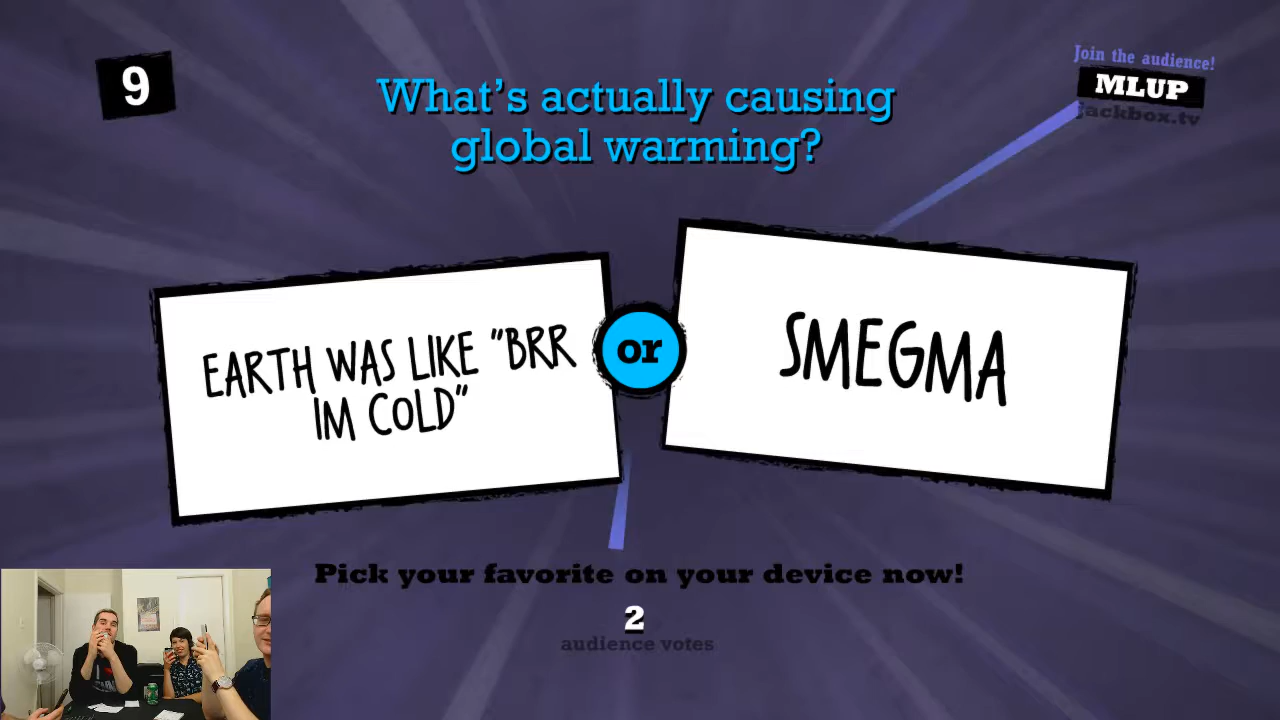 9
What's actually causing
global warming?
Join the audience!
MLUP
jackbox.tv
EARTH WAS LIKE "BRR
IM COLD"
or
SMEGMA
Pick your favorite on your device now!
2
audience votes